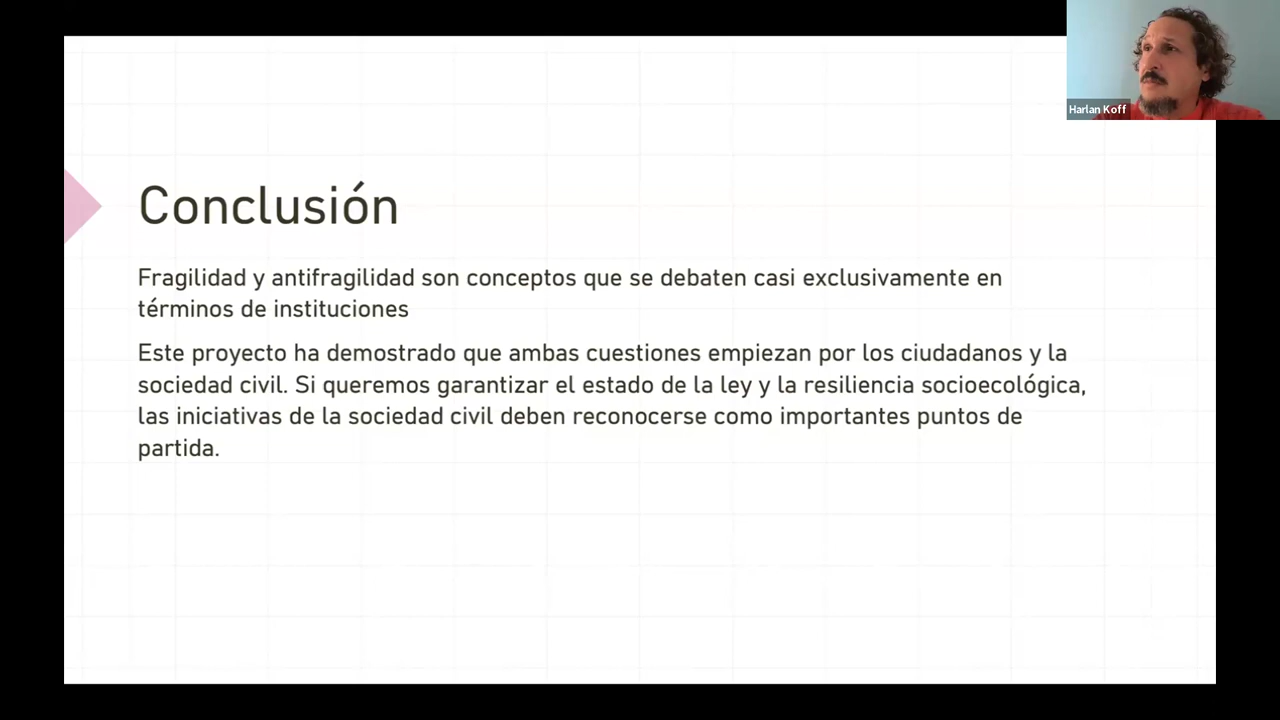 Harlan Koff
Conclusión
Fragilidad y antifragilidad son conceptos que se debaten casi exclusivamente en
términos de instituciones
Este proyecto ha demostrado que ambas cuestiones empiezan por los ciudadanos y la
sociedad civil. Si queremos garantizar el estado de la ley y la resiliencia socioecológica,
las iniciativas de la sociedad civil deben reconocerse como importantes puntos de
partida.